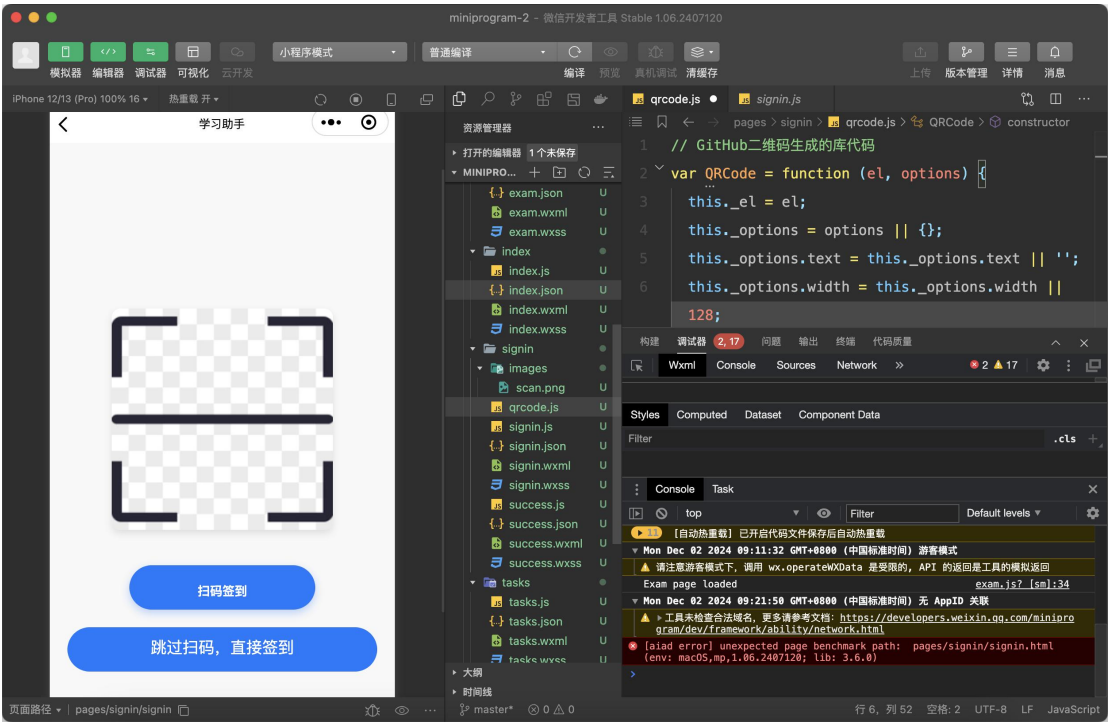 miniprogram-2 - 微信开发者工具 Stable 1.06.2407120
模拟器 编辑器 调试器 可视化 云开发
小程序模式
普通编译
编译 预览 真机调试 清缓存
上传 版本管理 详情 消息
iPhone 12/13 (Pro) 100% 16 热重载 开
学习助手
扫码签到
跳过扫码，直接签到
页面路径 pages/signin/signin
资源管理器
打开的编辑器 1个未保存
MINIPRO...
{..} exam.json U
exam.wxml U
exam.wxss U
index
JS index.js U
{..} index.json U
index.wxml U
index.wxss U
signin
images
scan.png U
JS qrcode.js U
JS signin.js U
{..} signin.json U
signin.wxml U
signin.wxss U
JS success.js U
{..} success.json U
success.wxml U
success.wxss U
tasks
JS tasks.js U
{..} tasks.json U
tasks.wxml U
tasks.wxss U
大纲
时间线
master* 0 0
JS qrcode.js
JS signin.js
pages > signin > JS qrcode.js > QRCode > constructor
1 // GitHub二维码生成的库代码
2 var QRCode = function (el, options) {
3 this._el = el;
4 this._options = options || {};
5 this._options.text = this._options.text || '';
6 this._options.width = this._options.width ||
128;
构建 调试器 2, 17 问题 输出 终端 代码质量
Wxml Console Sources Network » 2 17
Styles Computed Dataset Component Data
Filter .cls +
Console Task
top Filter Default levels
11 [自动热重载] 已开启代码文件保存后自动热重载
Mon Dec 02 2024 09:11:32 GMT+0800 (中国标准时间) 游客模式
请注意游客模式下，调用 wx.operateWXData 是受限的, API 的返回是工具的模拟返回
Exam page loaded exam.js? [sm]:34
Mon Dec 02 2024 09:21:50 GMT+0800 (中国标准时间) 无 AppID 关联
工具未检查合法域名，更多请参考文档: https://developers.weixin.qq.com/minipro
gram/dev/framework/ability/network.html
[aiad error] unexpected page benchmark path: pages/signin/signin.html
(env: macOS,mp,1.06.2407120; lib: 3.6.0)
行 6，列 52 空格: 2 UTF-8 LF JavaScript